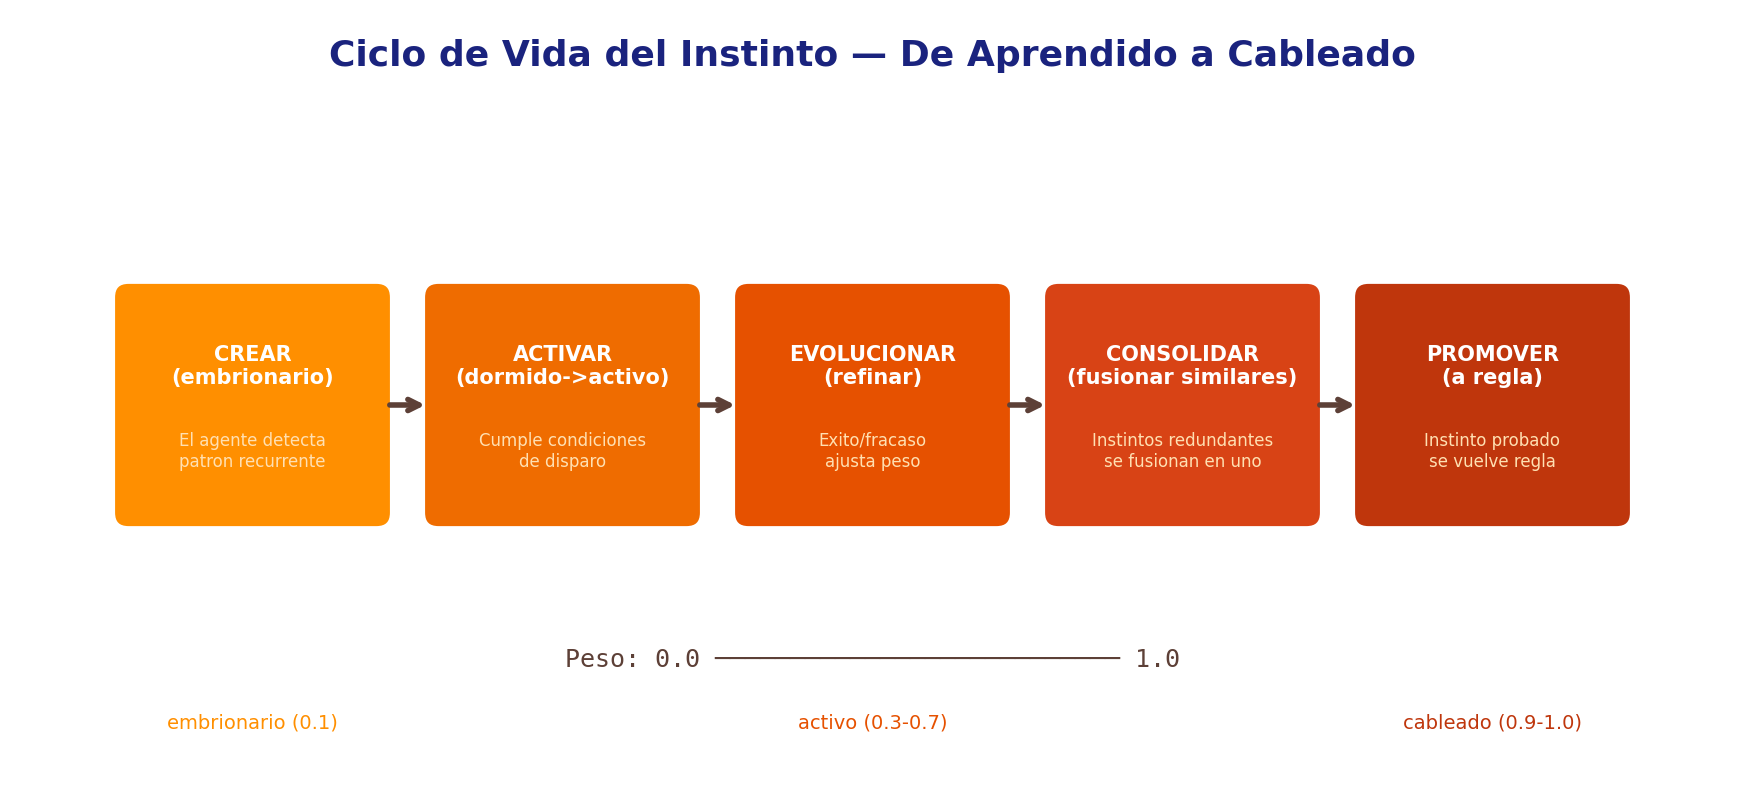 Ciclo de Vida del Instinto — De Aprendido a Cableado
CREAR
(embrionario)
El agente detecta
patron recurrente
ACTIVAR
(dormido->activo)
Cumple condiciones
de disparo
EVOLUCIONAR
(refinar)
Exito/fracaso
ajusta peso
CONSOLIDAR
(fusionar similares)
Instintos redundantes
se fusionan en uno
PROMOVER
(a regla)
Instinto probado
se vuelve regla
Peso: 0.0 ─────────────────────────── 1.0
embrionario (0.1)
activo (0.3-0.7)
cableado (0.9-1.0)